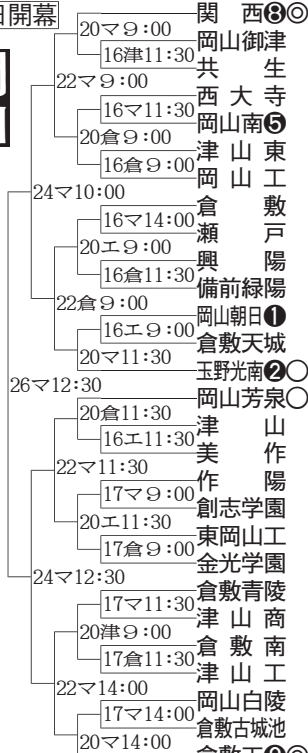 日開幕
関西❽◎
20マ9:00
岡山御津
16津11:30
共生
22マ9:00
西大寺
16マ11:30
岡山南❺
20倉9:00
津山東
16倉9:00
岡山工
24マ10:00
倉敷
16マ14:00
瀬戸
20エ9:00
興陽
16倉11:30
備前緑陽
22倉9:00
岡山朝日❶
16エ9:00
倉敷天城
20マ11:30
玉野光南❷○
26マ12:30
岡山芳泉○
20倉11:30
津山
16エ11:30
美作
22マ11:30
作陽
17マ9:00
創志学園
20エ11:30
東岡山工
17倉9:00
金光学園
24マ12:30
倉敷青陵
17マ11:30
津山商
20津9:00
倉敷南
17倉11:30
津山工
22マ14:00
岡山白陵
17マ14:00
倉敷古城池
20マ14:00